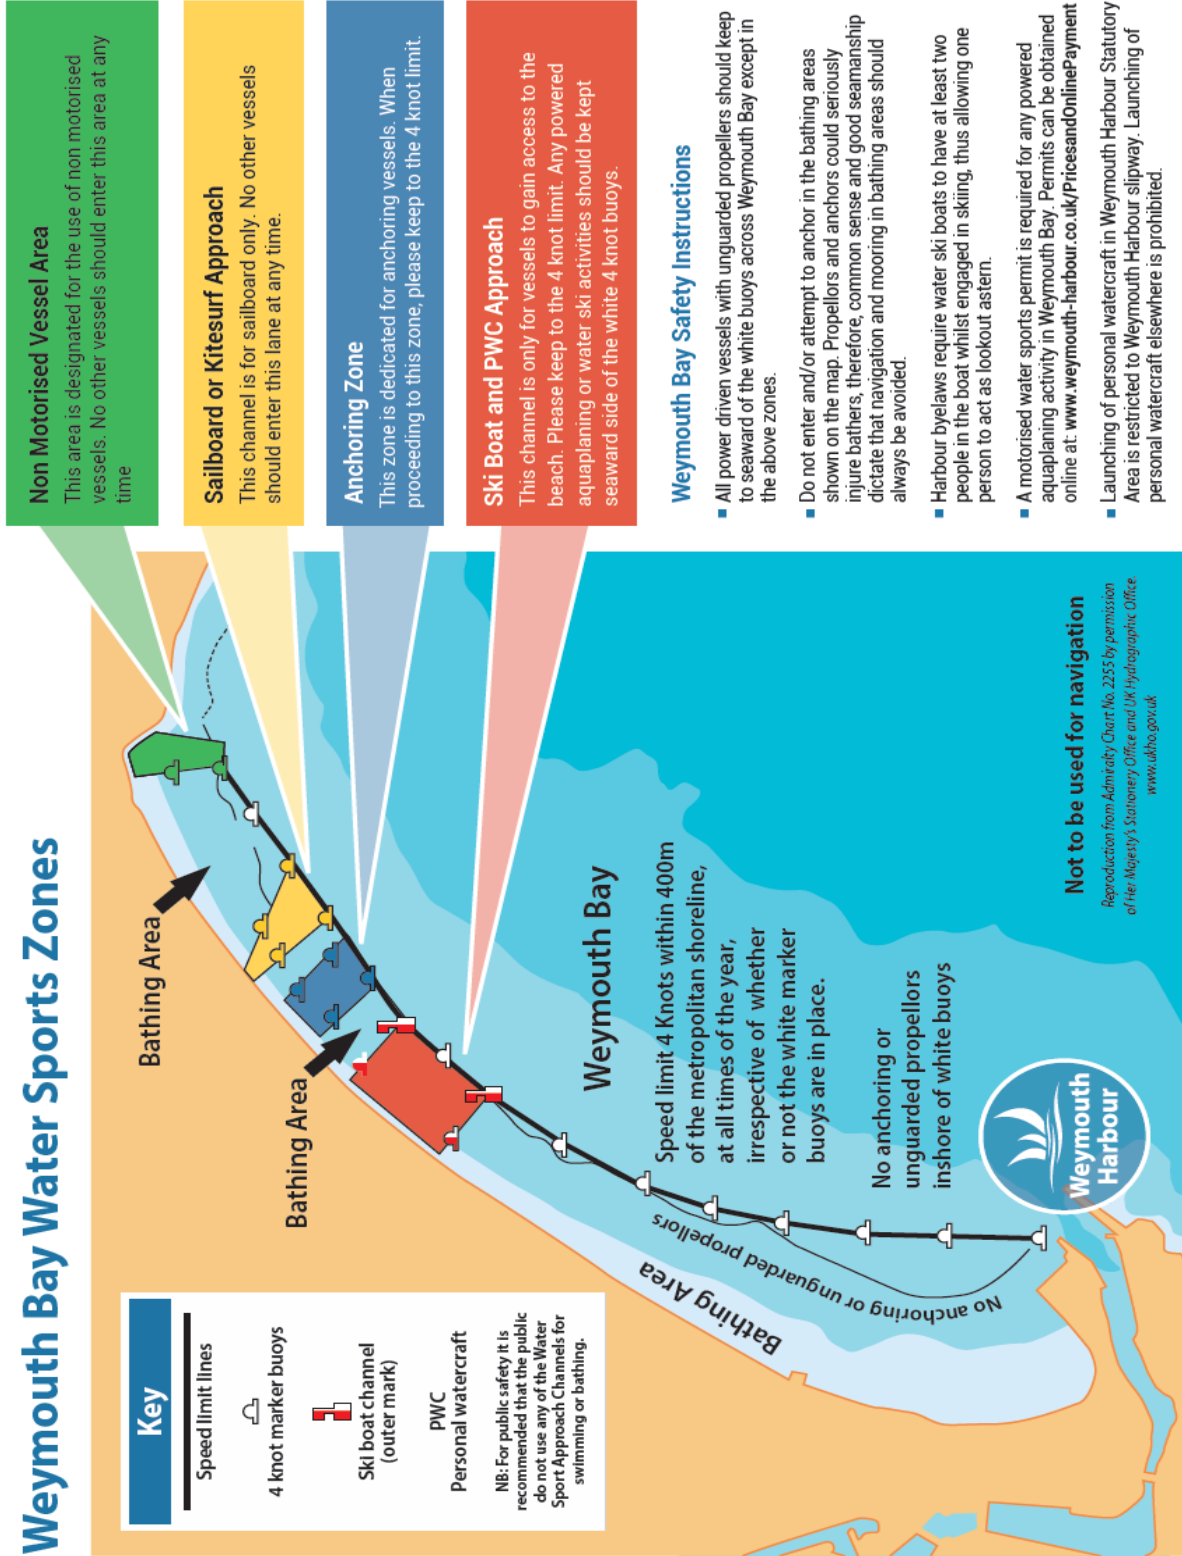 Weymouth Bay Water Sports Zones
Key
Speed limit lines
4 knot marker buoys
Ski boat channel
(outer mark)
PWC
Personal watercraft
NB: For public safety it is
recommended that the public
do not use any of the Water
Sport Approach Channels for
swimming or bathing.
Bathing Area
Bathing Area
Bathing Area
No anchoring or unguarded propellors
Weymouth Bay
Speed limit 4 Knots within 400m
of the metropolitan shoreline,
at all times of the year,
irrespective of whether
or not the white marker
buoys are in place.
No anchoring or
unguarded propellors
inshore of white buoys
Weymouth
Harbour
Not to be used for navigation
Reproduction from Admiralty Chart No. 2255 by permission
of Her Majesty's Stationery Office and UK Hydrographic Office.
www.ukho.gov.uk
Non Motorised Vessel Area
This area is designated for the use of non motorised
vessels. No other vessels should enter this area at any
time
Sailboard or Kitesurf Approach
This channel is for sailboard only. No other vessels
should enter this lane at any time.
Anchoring Zone
This zone is dedicated for anchoring vessels. When
proceeding to this zone, please keep to the 4 knot limit.
Ski Boat and PWC Approach
This channel is only for vessels to gain access to the
beach. Please keep to the 4 knot limit. Any powered
aquaplaning or water ski activities should be kept
seaward side of the white 4 knot buoys.
Weymouth Bay Safety Instructions
■ All power driven vessels with unguarded propellers should keep
to seaward of the white buoys across Weymouth Bay except in
the above zones.
■ Do not enter and/or attempt to anchor in the bathing areas
shown on the map. Propellors and anchors could seriously
injure bathers, therefore, common sense and good seamanship
dictate that navigation and mooring in bathing areas should
always be avoided.
■ Harbour byelaws require water ski boats to have at least two
people in the boat whilst engaged in skiing, thus allowing one
person to act as lookout astern.
■ A motorised water sports permit is required for any powered
aquaplaning activity in Weymouth Bay. Permits can be obtained
online at: www.weymouth-harbour.co.uk/PricesandOnlinePayment
■ Launching of personal watercraft in Weymouth Harbour Statutory
Area is restricted to Weymouth Harbour slipway. Launching of
personal watercraft elsewhere is prohibited.